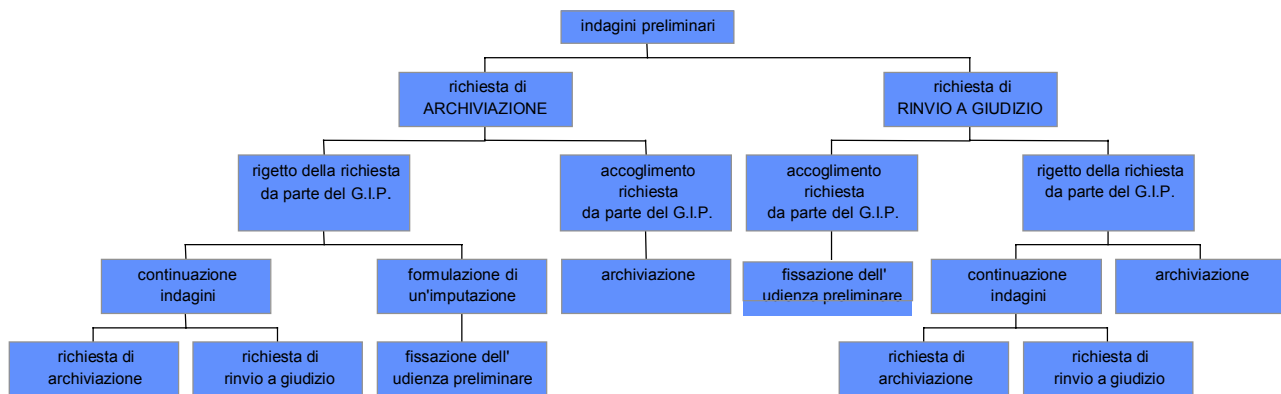 indagini preliminari
richiesta di
ARCHIVIAZIONE
richiesta di
RINVIO A GIUDIZIO
rigetto della richiesta
da parte del G.I.P.
accoglimento
richiesta
da parte del G.I.P.
accoglimento
richiesta
da parte del G.I.P.
rigetto della richiesta
da parte del G.I.P.
continuazione
indagini
formulazione di
un'imputazione
archiviazione
fissazione dell'
udienza preliminare
continuazione
indagini
archiviazione
richiesta di
archiviazione
richiesta di
rinvio a giudizio
fissazione dell'
udienza preliminare
richiesta di
archiviazione
richiesta di
rinvio a giudizio